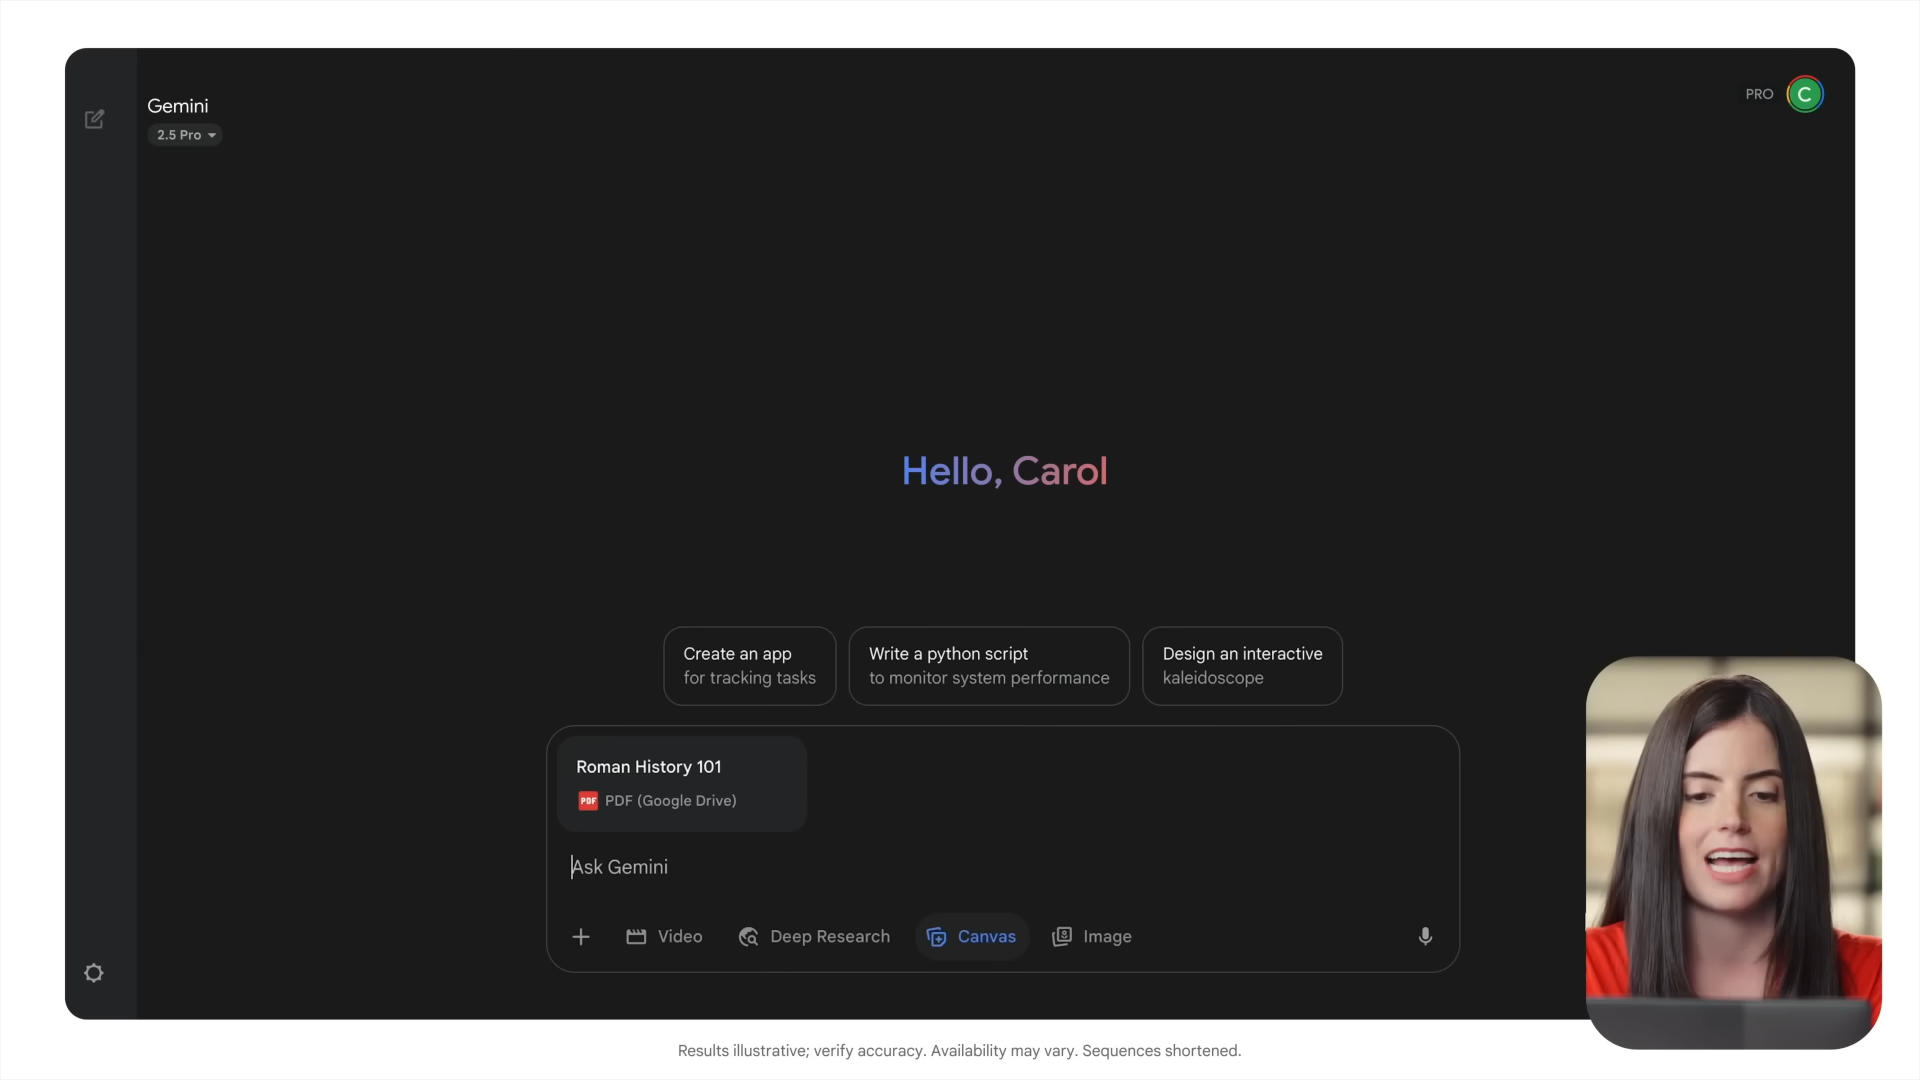 Gemini
2.5 Pro
PRO
C
Hello, Carol
Create an app
for tracking tasks
Write a python script
to monitor system performance
Design an interactive
kaleidoscope
Roman History 101
PDF
PDF (Google Drive)
Ask Gemini
Video
Deep Research
Canvas
Image
Results illustrative; verify accuracy. Availability may vary. Sequences shortened.